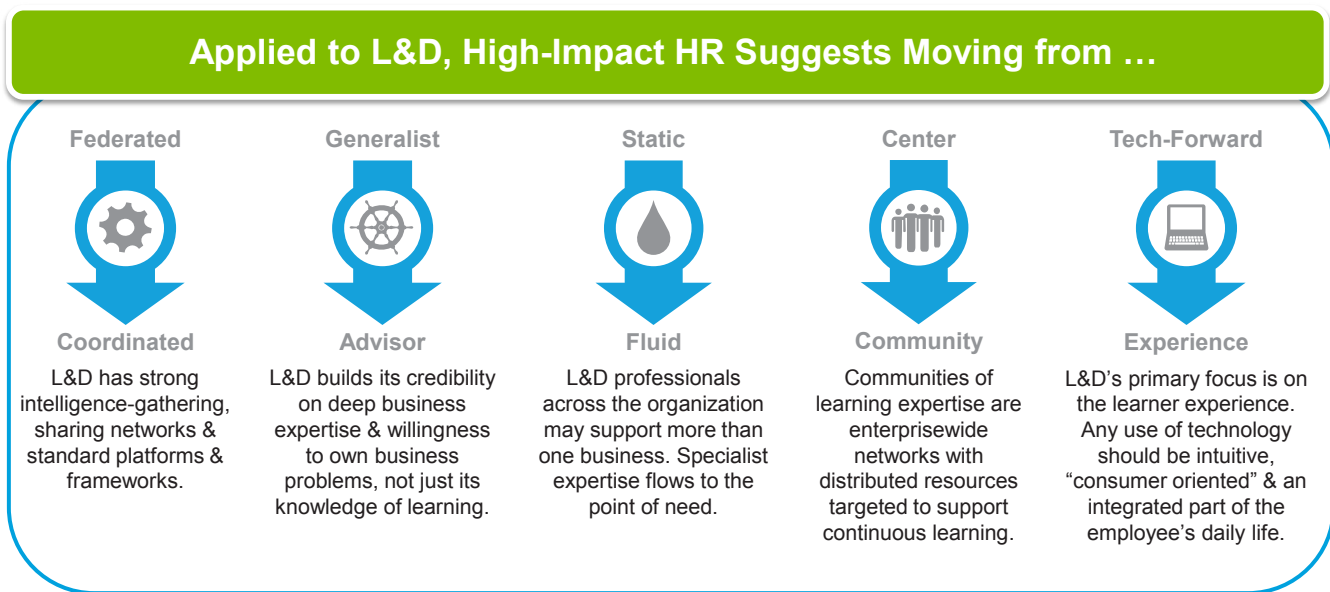 Applied to L&D, High-Impact HR Suggests Moving from …
Federated
Coordinated
L&D has strong
intelligence-gathering,
sharing networks &
standard platforms &
frameworks.
Generalist
Advisor
L&D builds its credibility
on deep business
expertise & willingness
to own business
problems, not just its
knowledge of learning.
Static
Fluid
L&D professionals
across the organization
may support more than
one business. Specialist
expertise flows to the
point of need.
Center
Community
Communities of
learning expertise are
enterprisewide
networks with
distributed resources
targeted to support
continuous learning.
Tech-Forward
Experience
L&D’s primary focus is on
the learner experience.
Any use of technology
should be intuitive,
“consumer oriented” & an
integrated part of the
employee’s daily life.